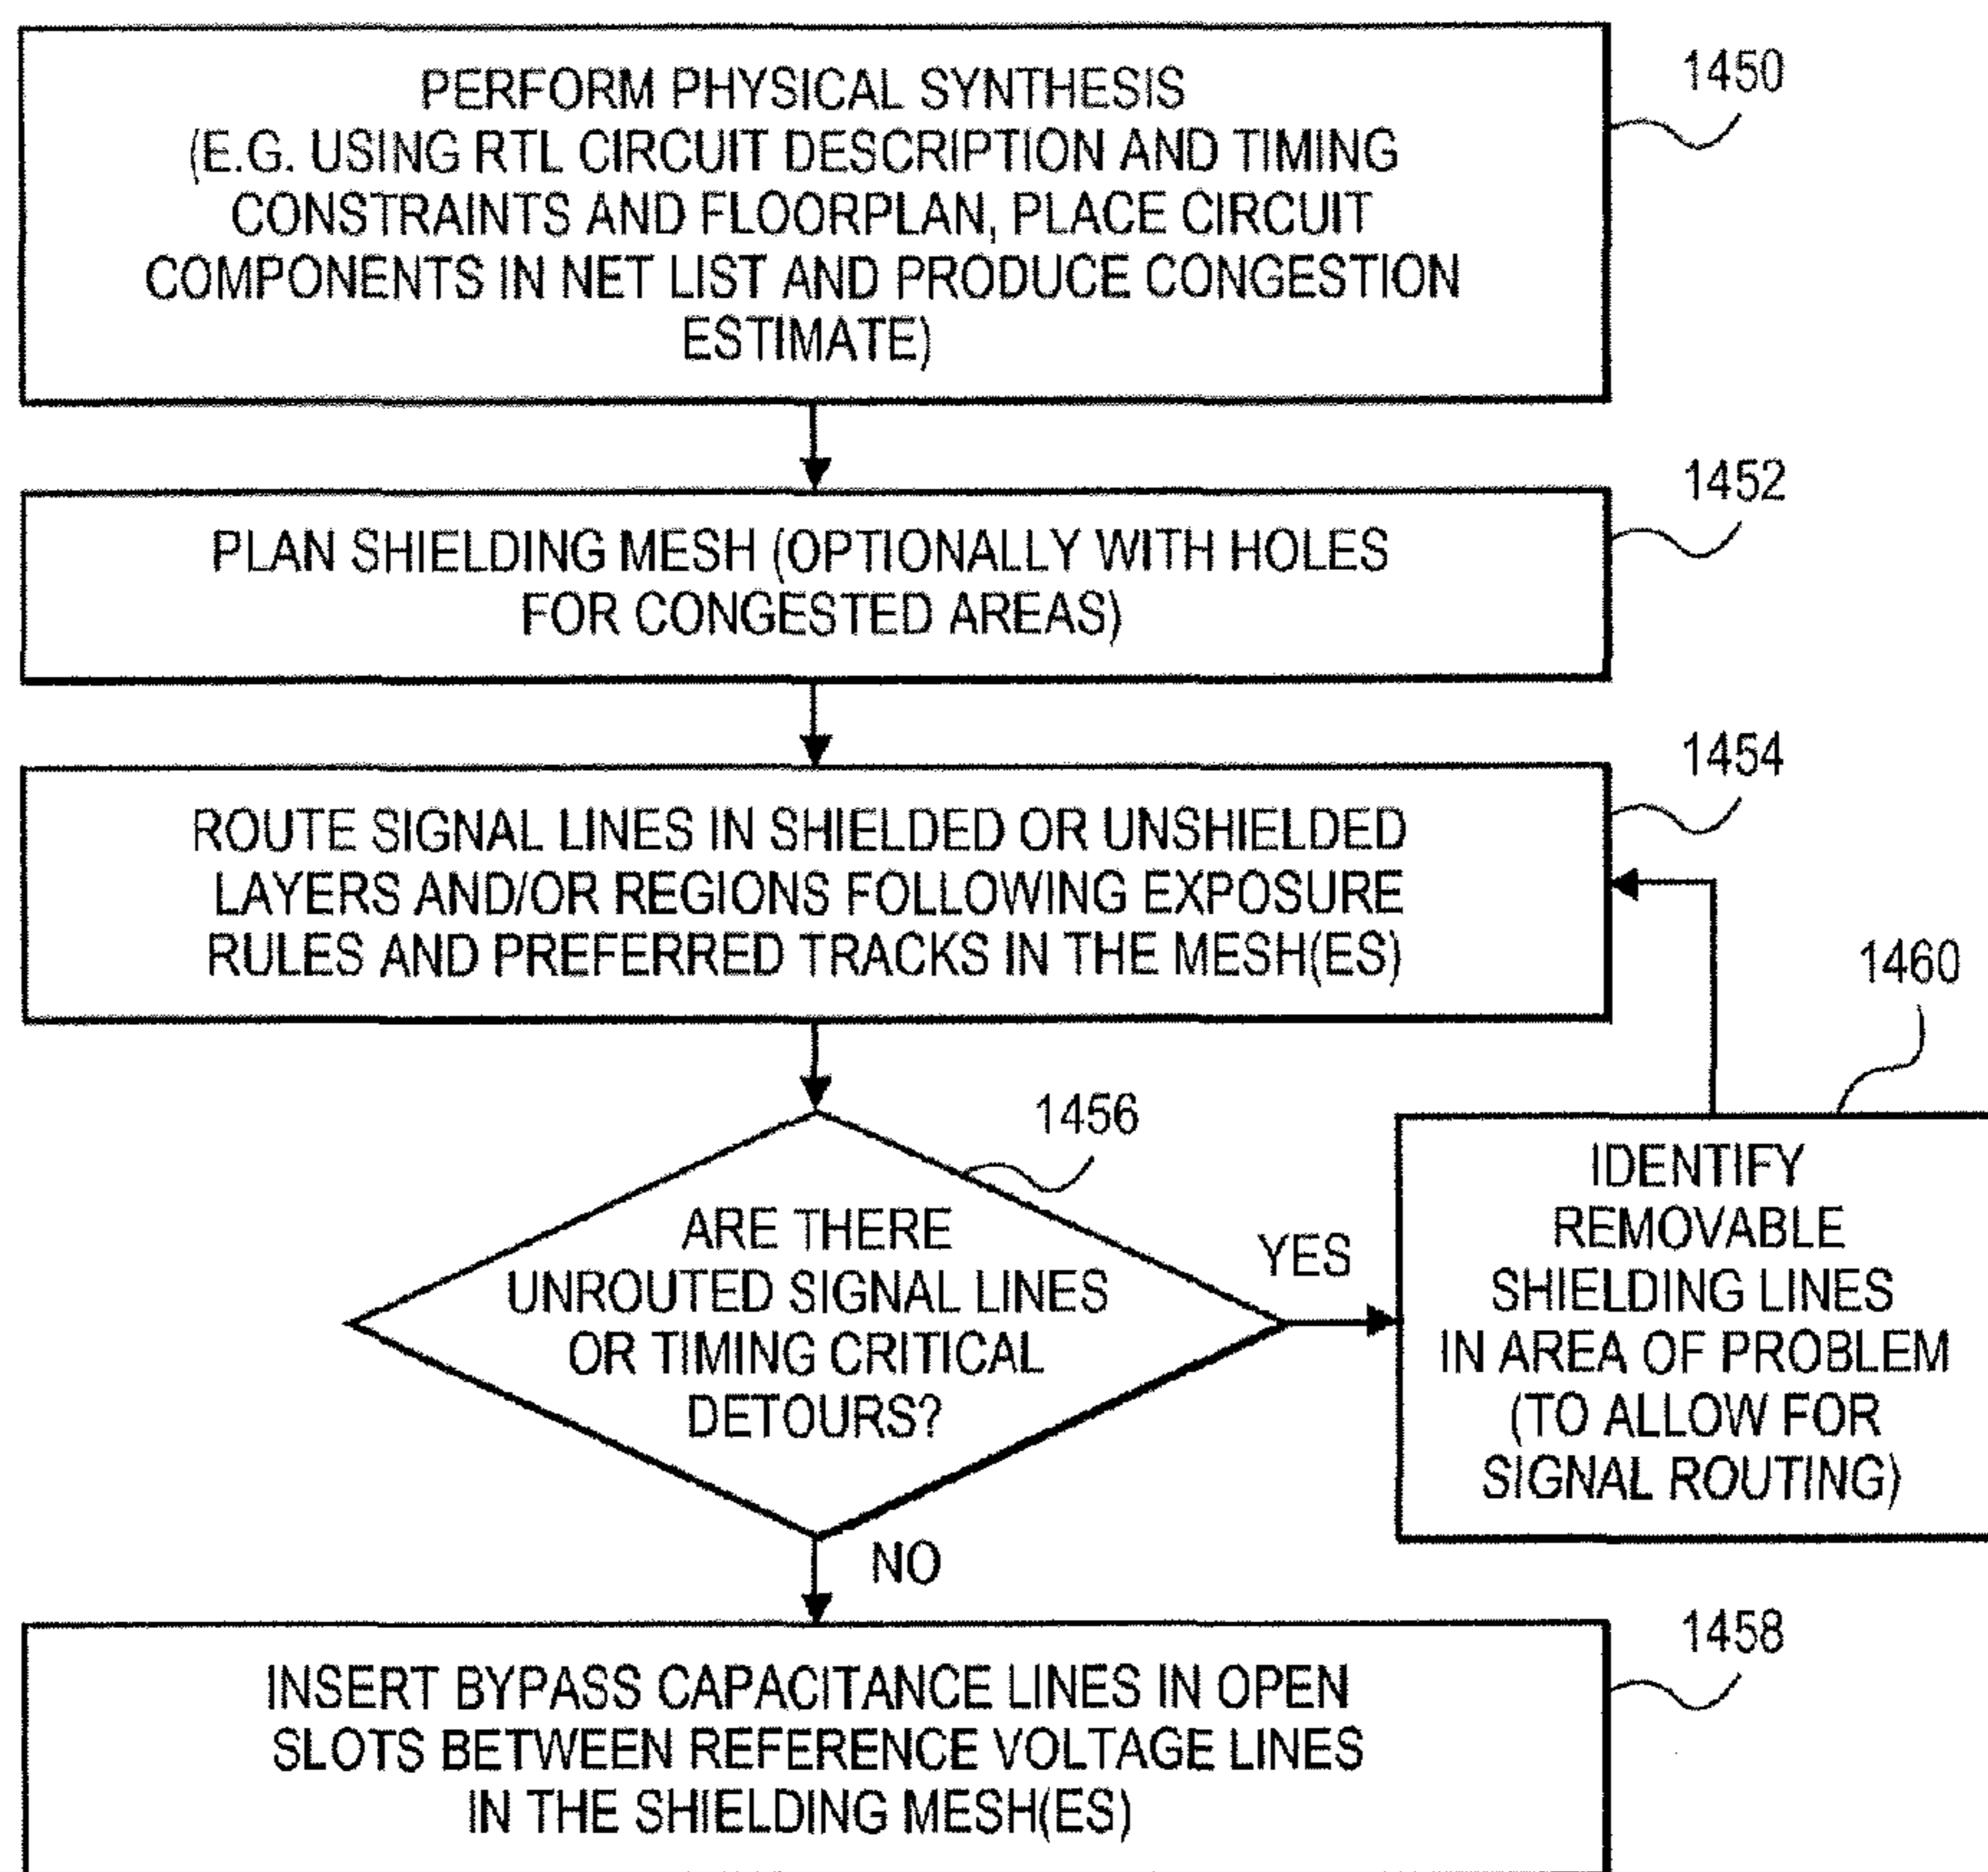 PERFORM PHYSICAL SYNTHESIS
(E.G. USING RTL CIRCUIT DESCRIPTION AND TIMING
CONSTRAINTS AND FLOORPLAN, PLACE CIRCUIT
COMPONENTS IN NET LIST AND PRODUCE CONGESTION
ESTIMATE)
1450
PLAN SHIELDING MESH (OPTIONALLY WITH HOLES
FOR CONGESTED AREAS)
1452
ROUTE SIGNAL LINES IN SHIELDED OR UNSHIELDED
LAYERS AND/OR REGIONS FOLLOWING EXPOSURE
RULES AND PREFERRED TRACKS IN THE MESH(ES)
1454
1456
ARE THERE
UNROUTED SIGNAL LINES
OR TIMING CRITICAL
DETOURS?
YES
NO
1460
IDENTIFY
REMOVABLE
SHIELDING LINES
IN AREA OF PROBLEM
(TO ALLOW FOR
SIGNAL ROUTING)
INSERT BYPASS CAPACITANCE LINES IN OPEN
SLOTS BETWEEN REFERENCE VOLTAGE LINES
IN THE SHIELDING MESH(ES)
1458